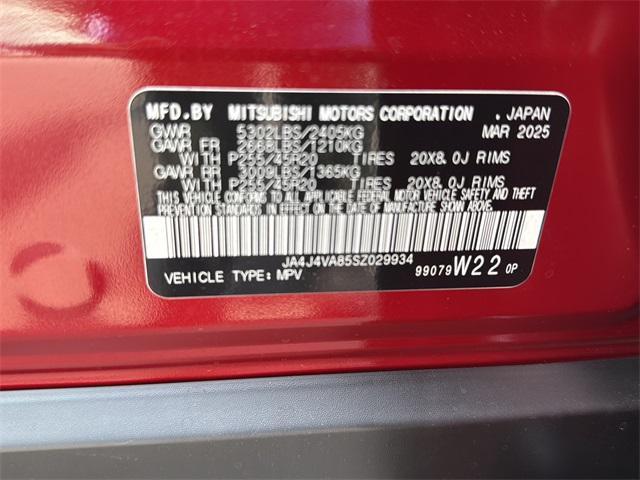 MFD.BY MITSUBISHI MOTORS CORPORATION . JAPAN
GVWR 5302LBS/2405KG MAR 2025
GAWR FR 2668LBS/1210KG
WITH P255/45R20 TIRES 20X8.0J RIMS
GAWR RR 3009LBS/1365KG
WITH P255/45R20 TIRES 20X8.0J RIMS
THIS VEHICLE CONFORMS TO ALL APPLICABLE FEDERAL MOTOR VEHICLE SAFETY AND THEFT
PREVENTION STANDARDS IN EFFECT ON THE DATE OF MANUFACTURE SHOWN ABOVE.
JA4J4VA85SZ029934
VEHICLE TYPE: MPV 99079 W22 0P